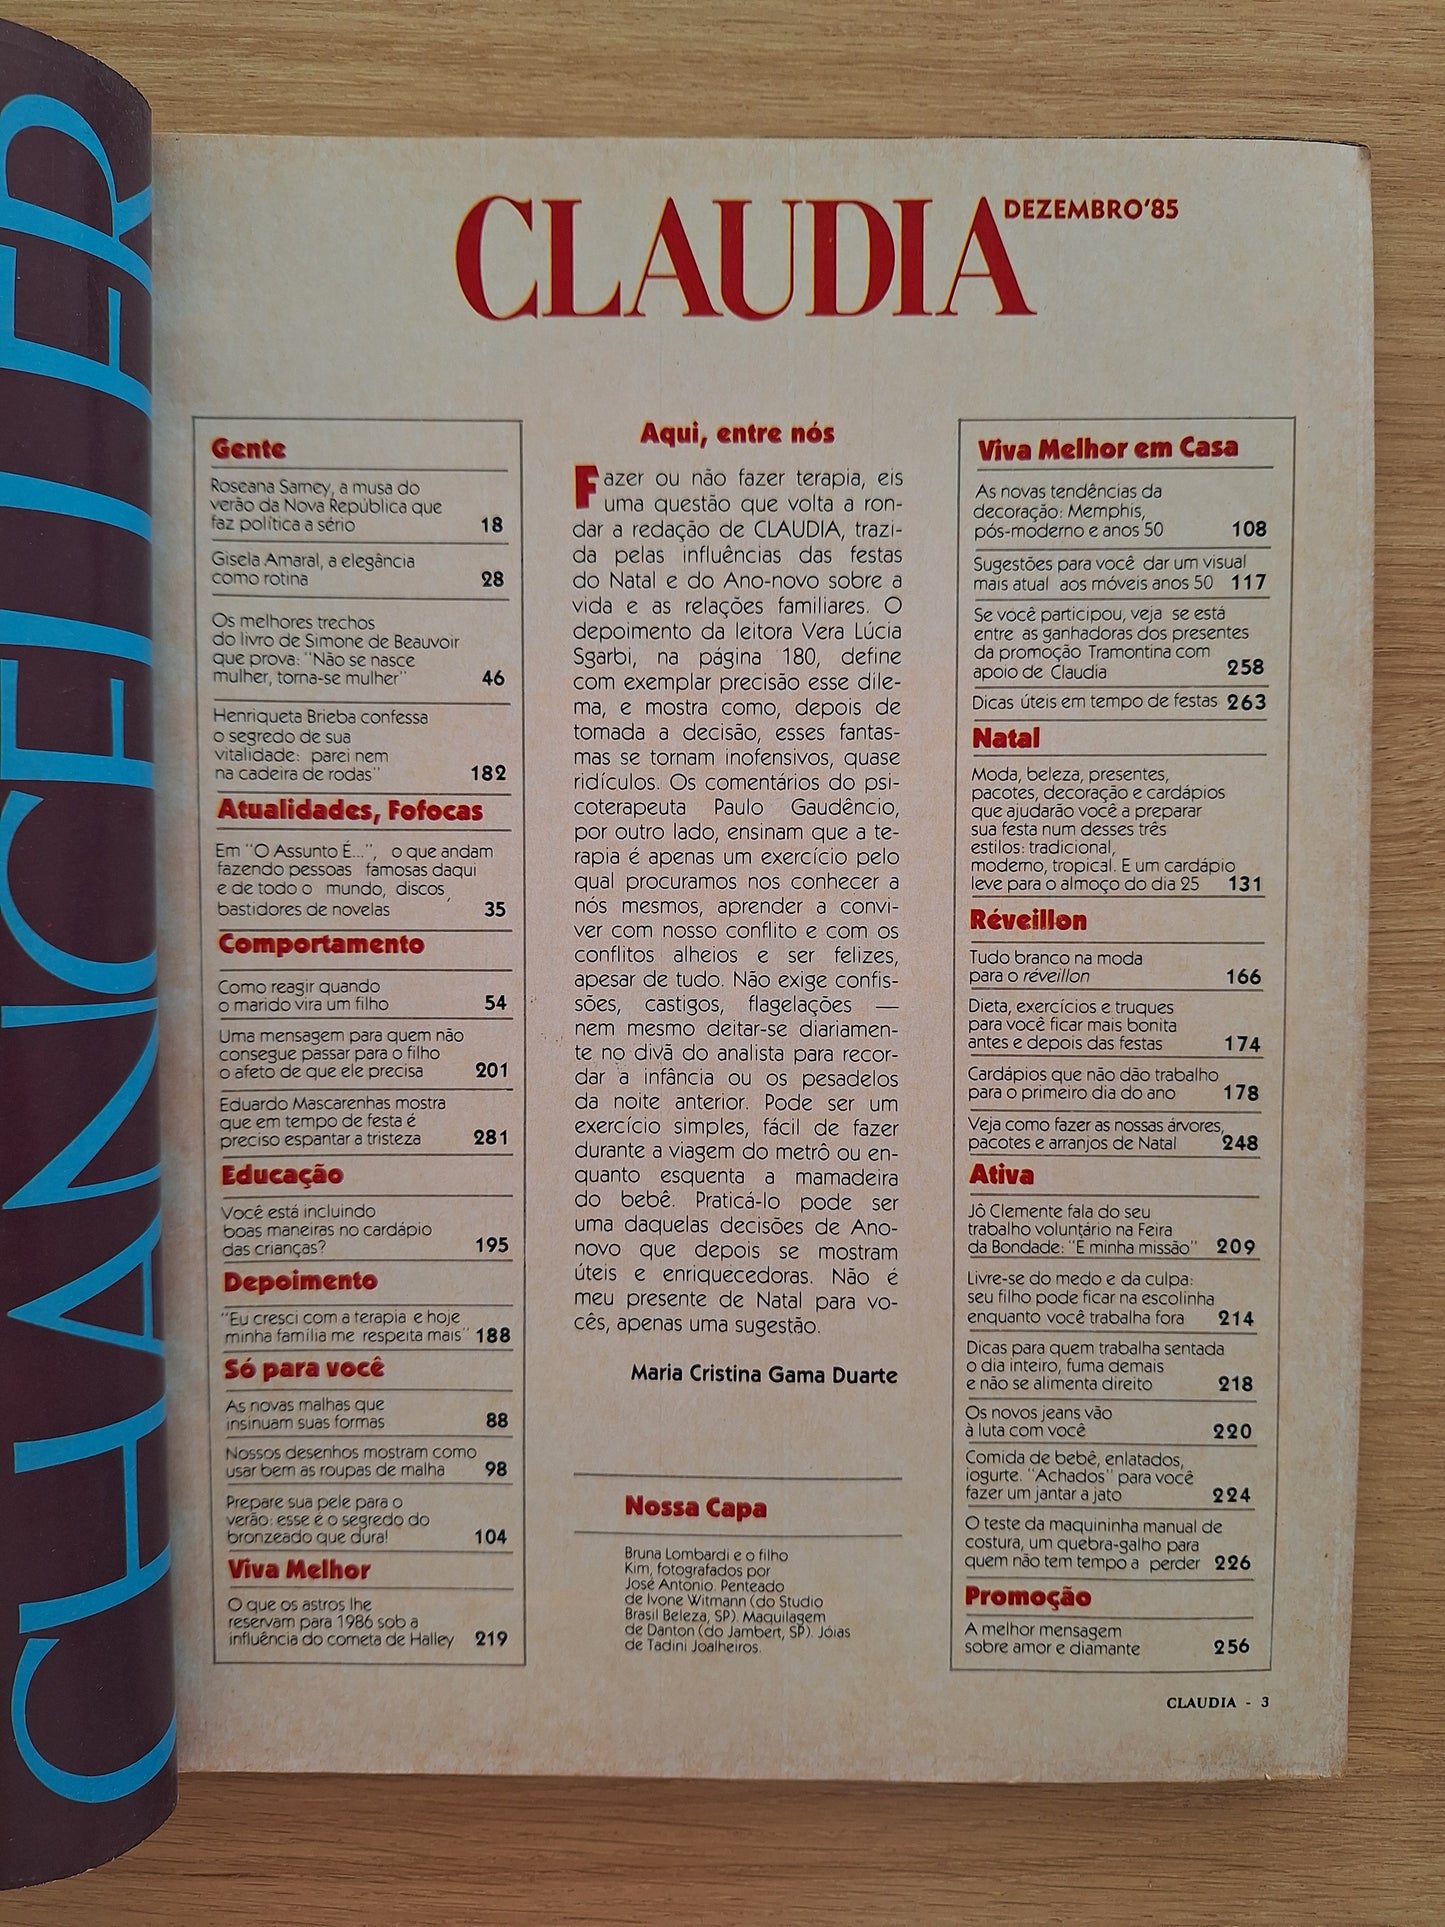 CHANCELLER
CLAUDIA
DEZEMBRO'85
Gente
Roseana Sarney, a musa do
verão da Nova República que
faz política a sério 18
Gisela Amaral, a elegância
como rotina 28
Os melhores trechos
do livro de Simone de Beauvoir
que prova: "Não se nasce
mulher, torna-se mulher" 46
Henriqueta Brieba confessa
o segredo de sua
vitalidade: parei nem
na cadeira de rodas" 182
Atualidades, Fofocas
Em "O Assunto É...", o que andam
fazendo pessoas famosas daqui
e de todo o mundo, discos,
bastidores de novelas 35
Comportamento
Como reagir quando
o marido vira um filho 54
Uma mensagem para quem não
consegue passar para o filho
o afeto de que ele precisa 201
Eduardo Mascarenhas mostra
que em tempo de festa é
preciso espantar a tristeza 281
Educação
Você está incluindo
boas maneiras no cardápio
das crianças? 195
Depoimento
"Eu cresci com a terapia e hoje
minha família me respeita mais" 188
Só para você
As novas malhas que
insinuam suas formas 88
Nossos desenhos mostram como
usar bem as roupas de malha 98
Prepare sua pele para o
verão: esse é o segredo do
bronzeado que dura! 104
Viva Melhor
O que os astros lhe
reservam para 1986 sob a
influência do cometa de Halley 219
Aqui, entre nós
Fazer ou não fazer terapia, eis
uma questão que volta a ron-
dar a redação de CLAUDIA, trazi-
da pelas influências das festas
do Natal e do Ano-novo sobre a
vida e as relações familiares. O
depoimento da leitora Vera Lúcia
Sgarbi, na página 180, define
com exemplar precisão esse dile-
ma, e mostra como, depois de
tomada a decisão, esses fantas-
mas se tornam inofensivos, quase
ridículos. Os comentários do psi-
coterapeuta Paulo Gaudêncio,
por outro lado, ensinam que a te-
rapia é apenas um exercício pelo
qual procuramos nos conhecer a
nós mesmos, aprender a convi-
ver com nosso conflito e com os
conflitos alheios e ser felizes,
apesar de tudo. Não exige confis-
sões, castigos, flagelações —
nem mesmo deitar-se diariamen-
te no divã do analista para recor-
dar a infância ou os pesadelos
da noite anterior. Pode ser um
exercício simples, fácil de fazer
durante a viagem do metrô ou en-
quanto esquenta a mamadeira
do bebê. Praticá-lo pode ser
uma daquelas decisões de Ano-
novo que depois se mostram
úteis e enriquecedoras. Não é
meu presente de Natal para vo-
cês, apenas uma sugestão.
Maria Cristina Gama Duarte
Nossa Capa
Bruna Lombardi e o filho
Kim, fotografados por
José Antonio. Penteado
de Ivone Witmann (do Studio
Brasil Beleza, SP). Maquilagem
de Danton (do Jambert, SP). Jóias
de Tadini Joalheiros.
Viva Melhor em Casa
As novas tendências da
decoração: Memphis,
pós-moderno e anos 50 108
Sugestões para você dar um visual
mais atual aos móveis anos 50 117
Se você participou, veja se está
entre as ganhadoras dos presentes
da promoção Tramontina com
apoio de Claudia 258
Dicas úteis em tempo de festas 263
Natal
Moda, beleza, presentes,
pacotes, decoração e cardápios
que ajudarão você a preparar
sua festa num desses três
estilos: tradicional,
moderno, tropical. E um cardápio
leve para o almoço do dia 25 131
Réveillon
Tudo branco na moda
para o réveillon 166
Dieta, exercícios e truques
para você ficar mais bonita
antes e depois das festas 174
Cardápios que não dão trabalho
para o primeiro dia do ano 178
Veja como fazer as nossas árvores,
pacotes e arranjos de Natal 248
Ativa
Jô Clemente fala do seu
trabalho voluntário na Feira
da Bondade: "É minha missão" 209
Livre-se do medo e da culpa:
seu filho pode ficar na escolinha
enquanto você trabalha fora 214
Dicas para quem trabalha sentada
o dia inteiro, fuma demais
e não se alimenta direito 218
Os novos jeans vão
à luta com você 220
Comida de bebê, enlatados,
iogurte. "Achados" para você
fazer um jantar a jato 224
O teste da maquininha manual de
costura, um quebra-galho para
quem não tem tempo a perder 226
Promoção
A melhor mensagem
sobre amor e diamante 256
CLAUDIA - 3